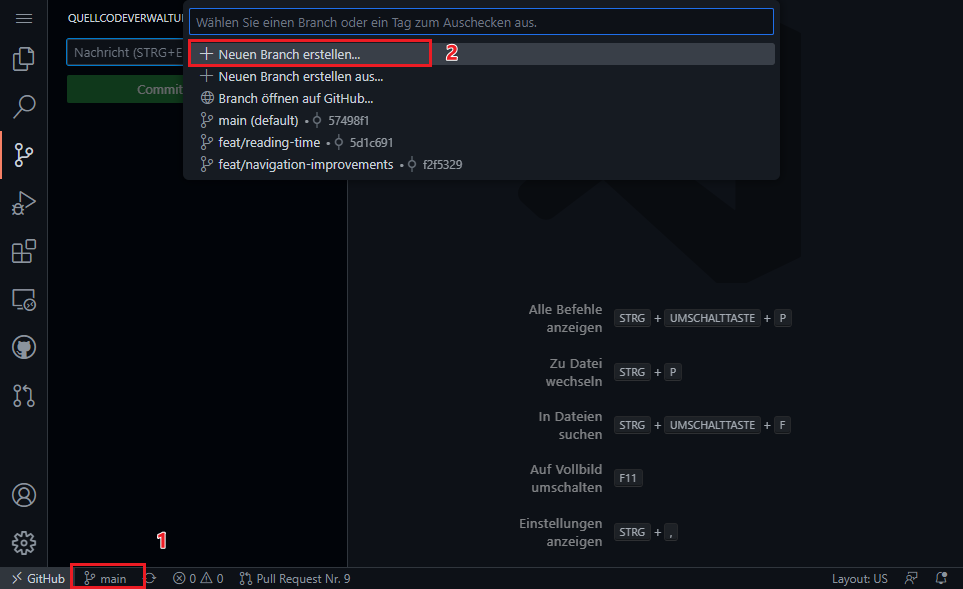 QUELLCODEVERWALTU
Wählen Sie einen Branch oder ein Tag zum Auschecken aus.
Nachricht (STRG+E
Neuen Branch erstellen...
2
Neuen Branch erstellen aus...
Commit
Branch öffnen auf GitHub...
main (default) • 57498f1
feat/reading-time • 5d1c691
feat/navigation-improvements • f2f5329
Alle Befehle
anzeigen
STRG + UMSCHALTTASTE + P
Zu Datei
wechseln
STRG + P
In Dateien
suchen
STRG + UMSCHALTTASTE + F
Auf Vollbild
umschalten
F11
Einstellungen
anzeigen
STRG + ,
1
GitHub main 0 0 Pull Request Nr. 9 Layout: US